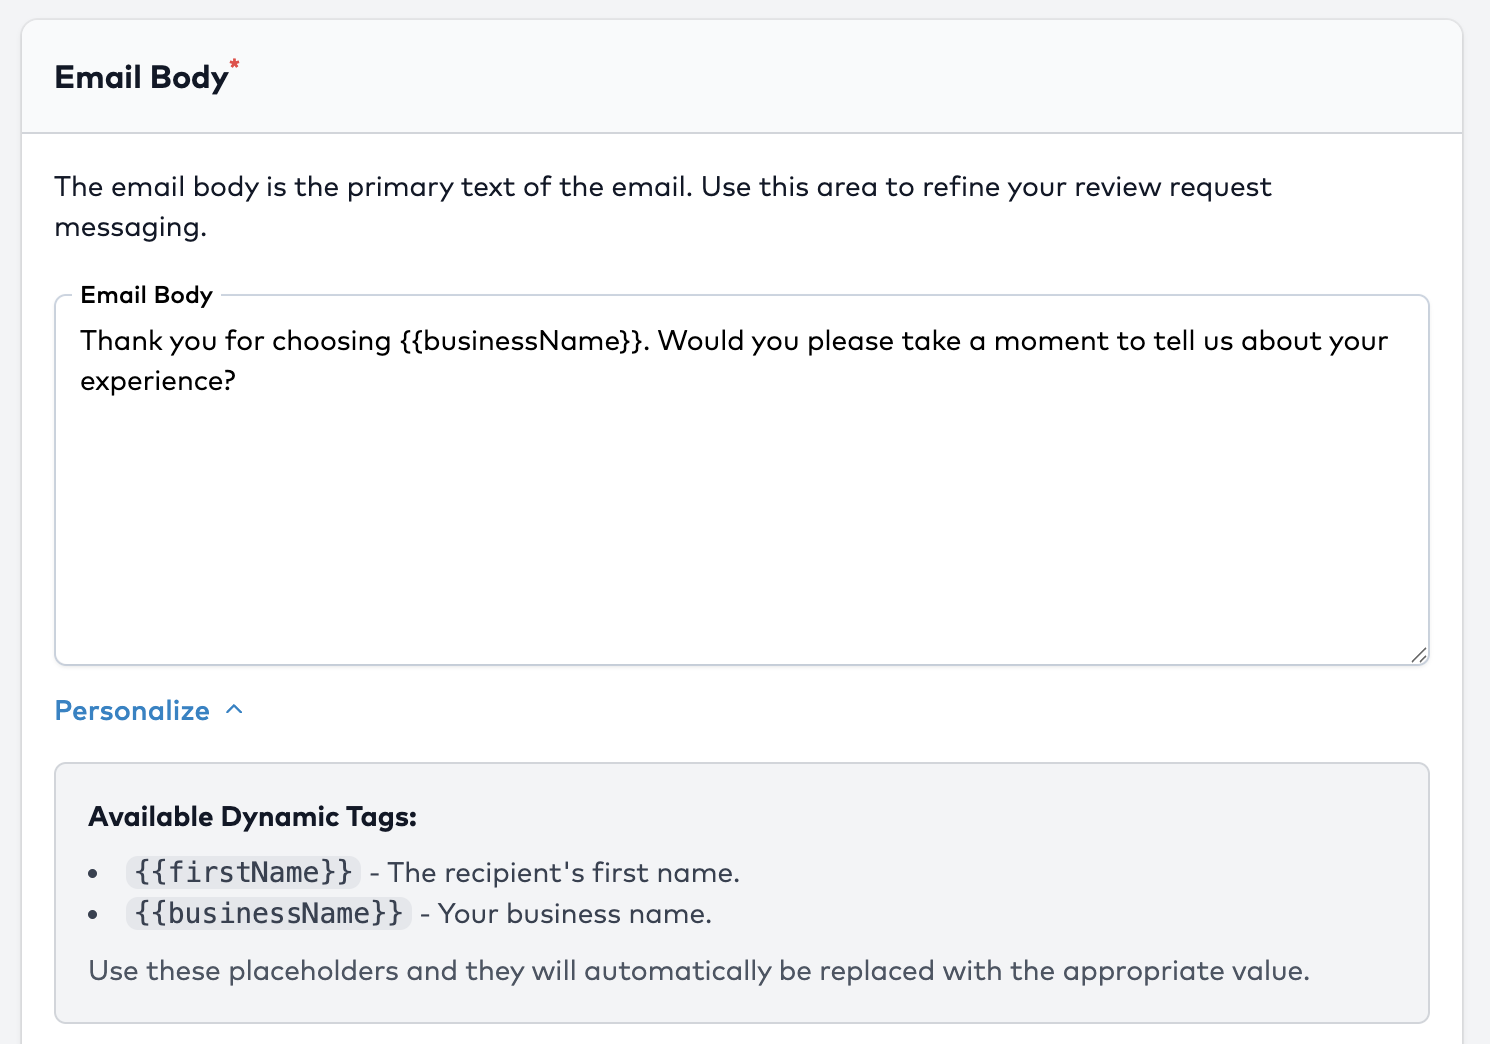 Email Body*
The email body is the primary text of the email. Use this area to refine your review request
messaging.
Email Body
Thank you for choosing {{businessName}}. Would you please take a moment to tell us about your
experience?
Personalize
Available Dynamic Tags:
• {{firstName}} - The recipient's first name.
• {{businessName}} - Your business name.
Use these placeholders and they will automatically be replaced with the appropriate value.